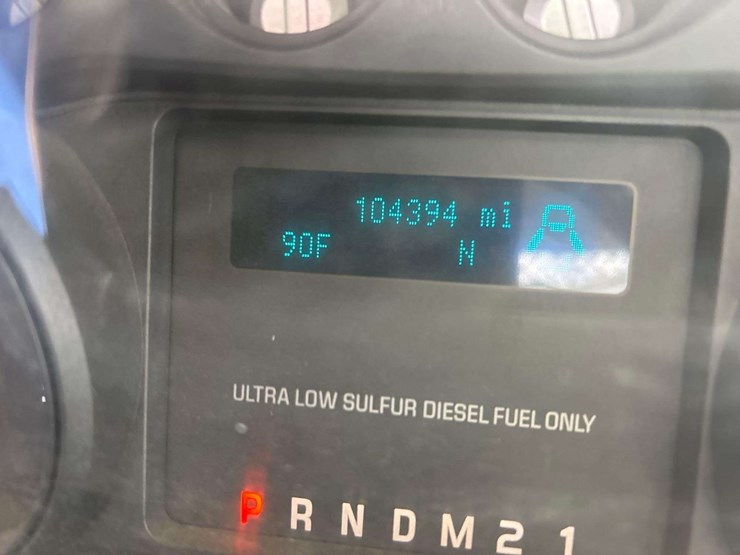 104394 mi
90F N
ULTRA LOW SULFUR DIESEL FUEL ONLY
P R N D M 2 1